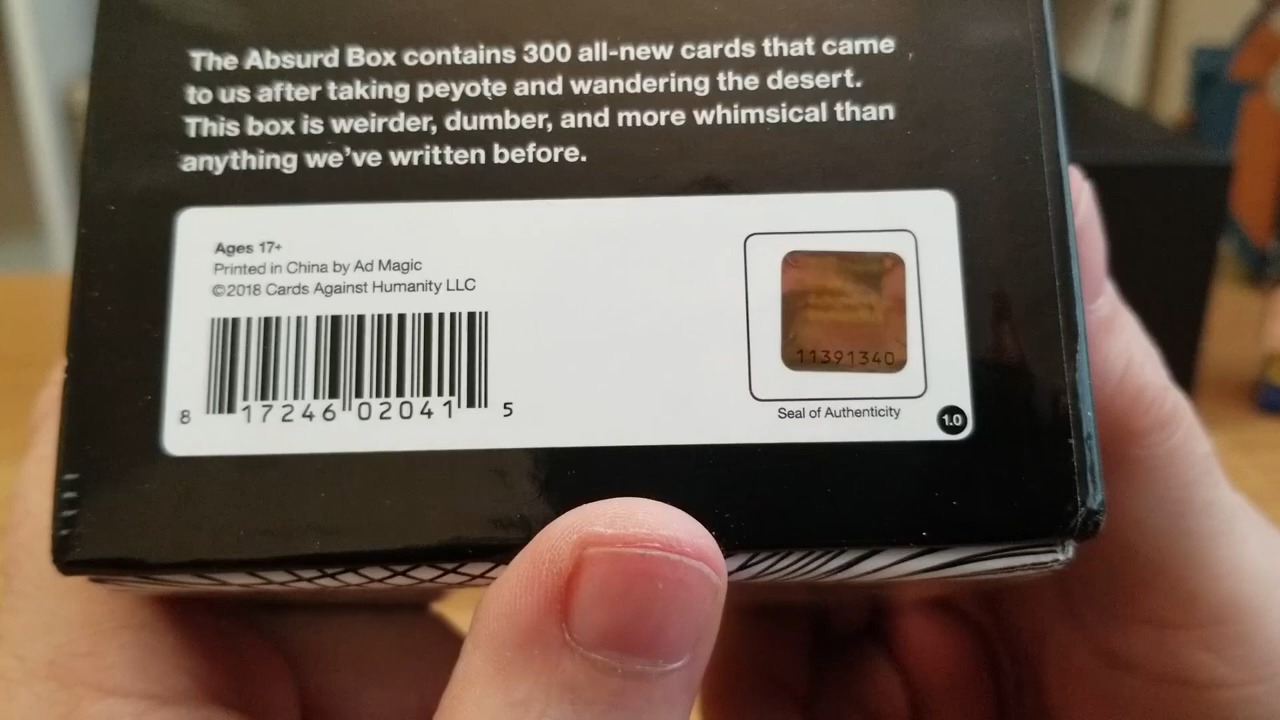 The Absurd Box contains 300 all-new cards that came
to us after taking peyote and wandering the desert.
This box is weirder, dumber, and more whimsical than
anything we've written before.
Ages 17+
Printed in China by Ad Magic
©2018 Cards Against Humanity LLC
8 17246 02041 5
11391340
Seal of Authenticity
1.0